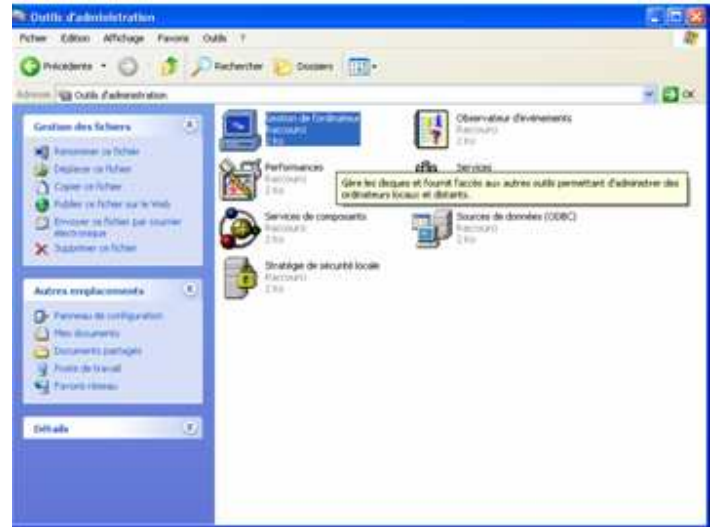 Outils d'administration
Fichier Edition Affichage Favoris Outils ?
Précédente Rechercher Dossiers
Adresse Outils d'administration OK
Gestion des fichiers
Renommer ce fichier
Déplacer ce fichier
Copier ce fichier
Publier ce fichier sur le Web
Envoyer ce fichier par courrier
électronique
Supprimer ce fichier
Autres emplacements
Panneau de configuration
Mes documents
Documents partagés
Poste de travail
Favoris réseau
Détails
Gestion de l'ordinateur
Raccourci
2 Ko
Observateur d'événements
Raccourci
2 Ko
Performances
Raccourci
2 Ko
Services
Gère les disques et fournit l'accès aux autres outils permettant d'administrer des
ordinateurs locaux et distants.
Services de composants
Raccourci
2 Ko
Sources de données (ODBC)
Raccourci
2 Ko
Stratégie de sécurité locale
Raccourci
2 Ko